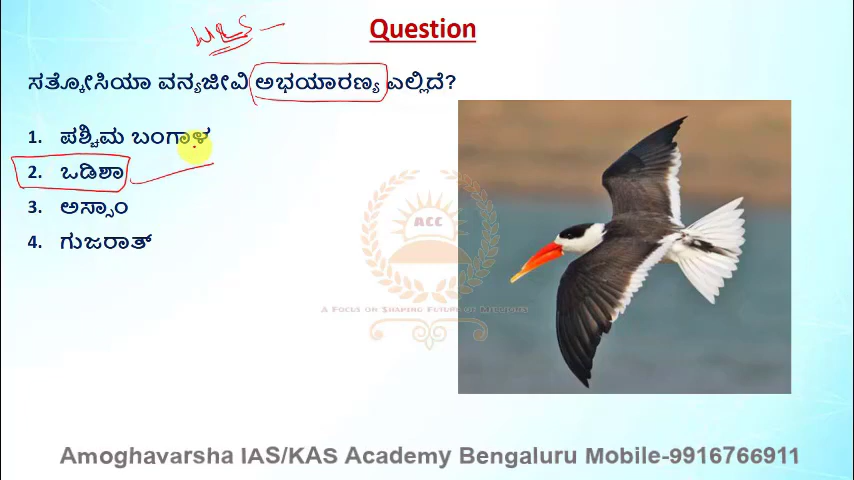 Question
WLS
ಸತ್ಕೋಸಿಯಾ ವನ್ಯಜೀವಿ ಅಭಯಾರಣ್ಯ ಎಲ್ಲಿದೆ?
1. ಪಶ್ಚಿಮ ಬಂಗಾಳ
2. ಒಡಿಶಾ
3. ಅಸ್ಸಾಂ
4. ಗುಜರಾತ್
ACC
A Focus on Shaping Future of Millions
Amoghavarsha IAS/KAS Academy Bengaluru Mobile-9916766911